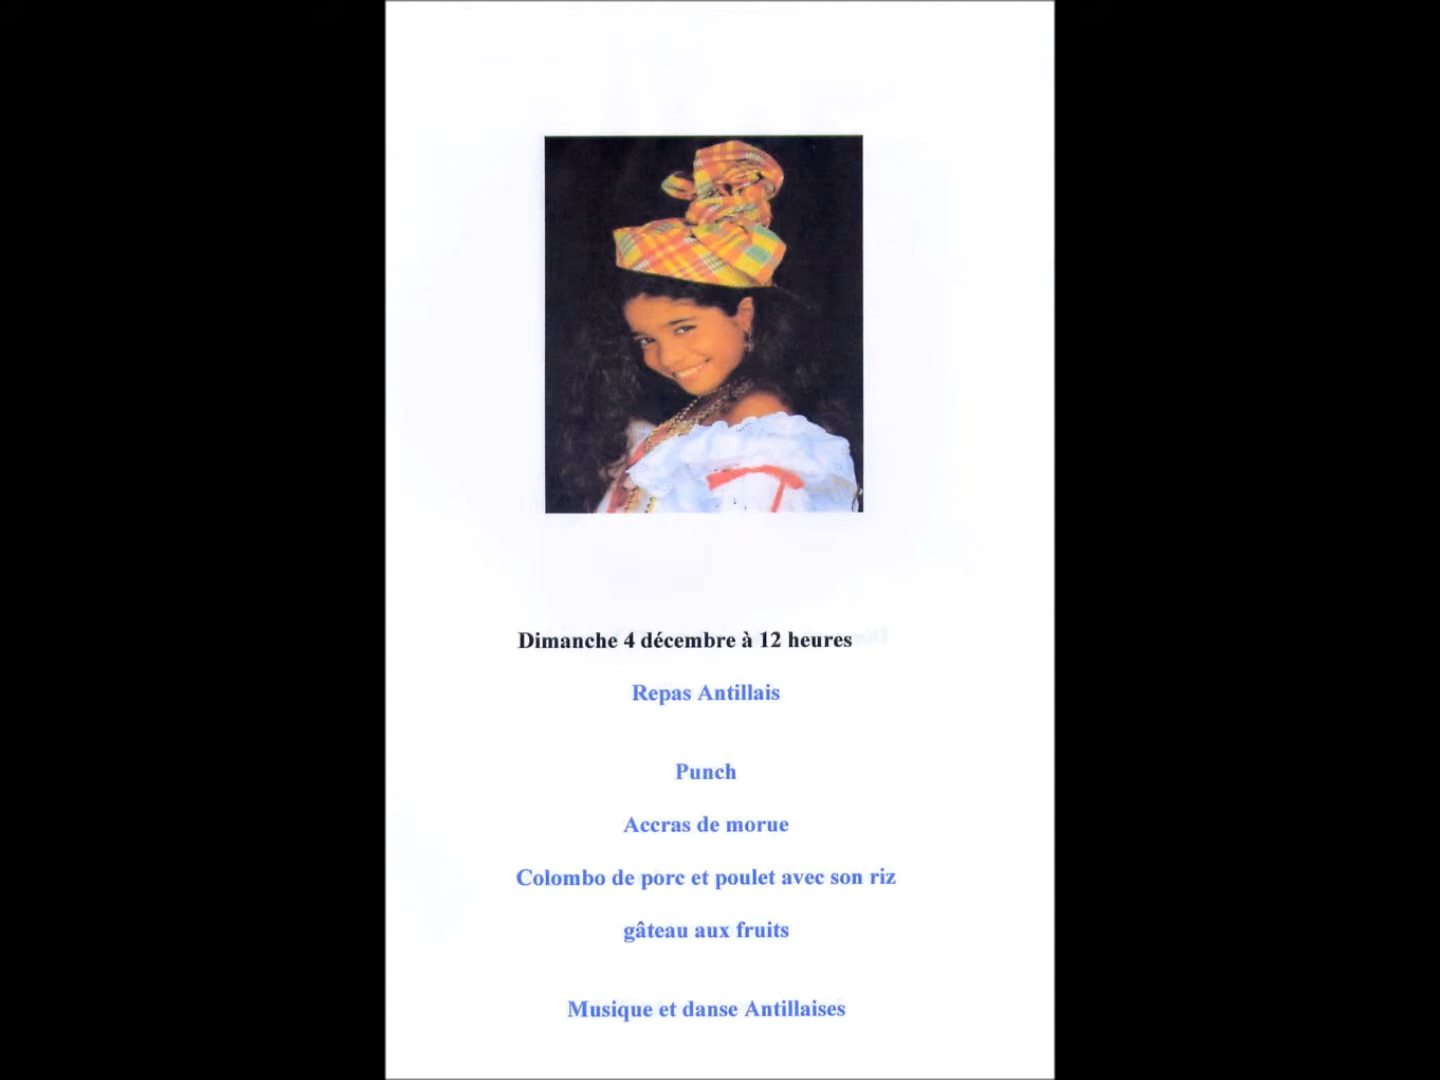 Dimanche 4 décembre à 12 heures
Repas Antillais
Punch
Accras de morue
Colombo de porc et poulet avec son riz
gâteau aux fruits
Musique et danse Antillaises